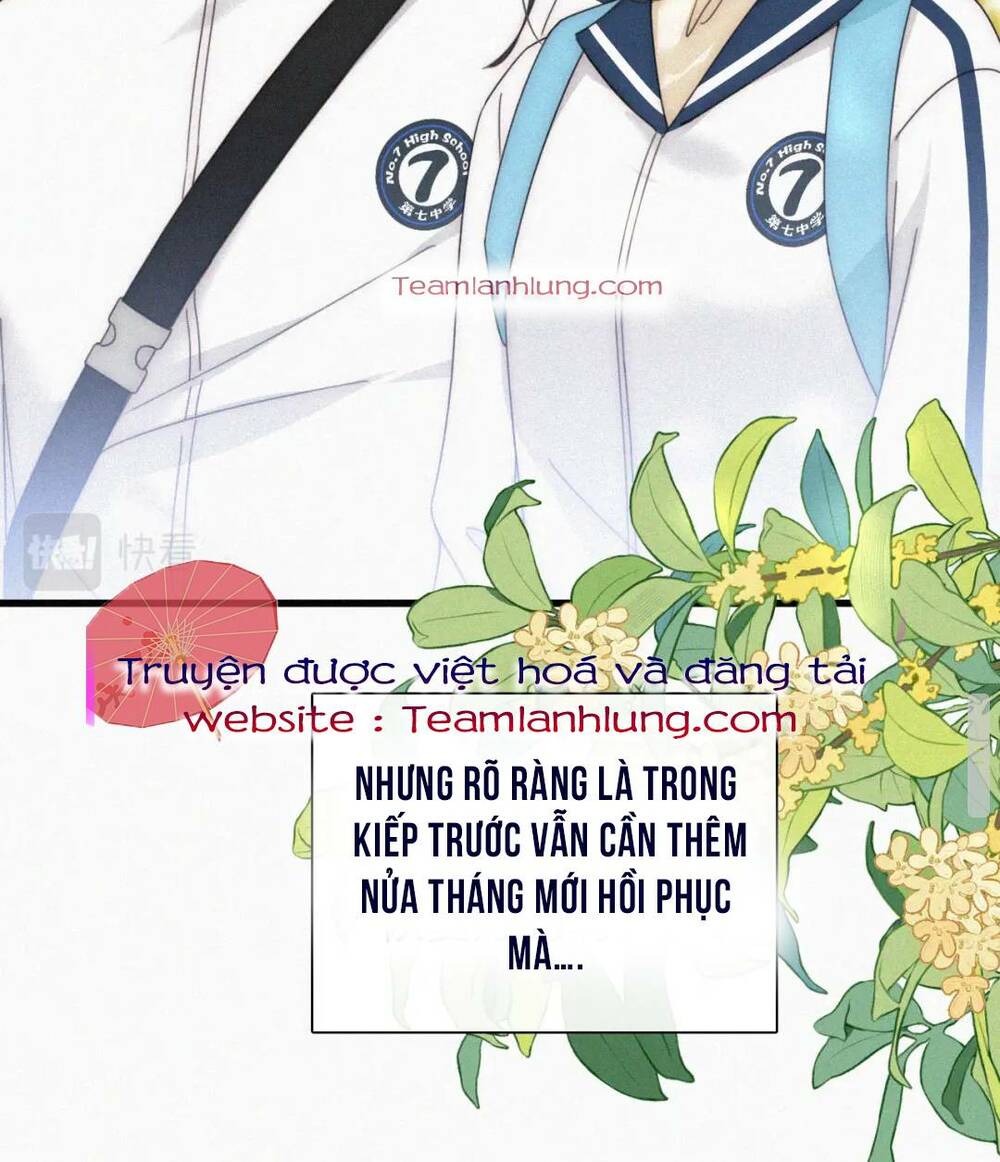 No.7 High School
7
第七中学
No.7 High School
7
第七中学
Teamlanhlung.com
快看! 快看
Truyện được việt hoá và đăng tải
website : Teamlanhlung.com
NHƯNG RÕ RÀNG LÀ TRONG
KIẾP TRƯỚC VẪN CẦN THÊM
NỬA THÁNG MỚI HỒI PHỤC
MÀ....